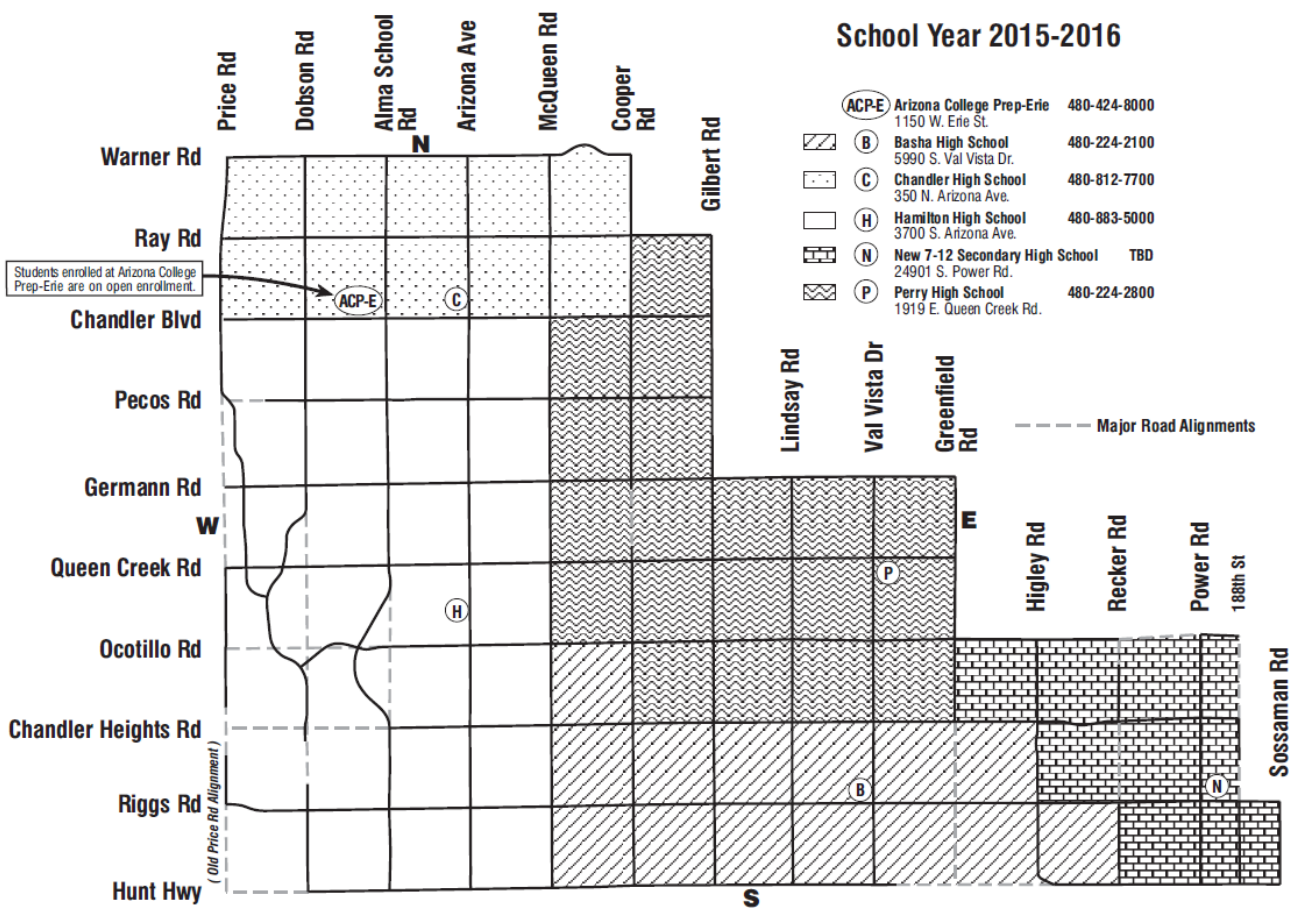 School Year 2015-2016
ACP-E Arizona College Prep-Erie 480-424-8000
1150 W. Erie St.
B Basha High School 480-224-2100
5990 S. Val Vista Dr.
C Chandler High School 480-812-7700
350 N. Arizona Ave.
H Hamilton High School 480-883-5000
3700 S. Arizona Ave.
N New 7-12 Secondary High School TBD
24901 S. Power Rd.
P Perry High School 480-224-2800
1919 E. Queen Creek Rd.
Major Road Alignments
Price Rd
Dobson Rd
Alma School
Rd
Arizona Ave
McQueen Rd
Cooper
Rd
Gilbert Rd
Lindsay Rd
Val Vista Dr
Greenfield
Rd
Higley Rd
Recker Rd
Power Rd
188th St
Sossaman Rd
N
Warner Rd
Ray Rd
Students enrolled at Arizona College
Prep-Erie are on open enrollment.
ACP-E
C
Chandler Blvd
Pecos Rd
Germann Rd
W
E
Queen Creek Rd
P
H
Ocotillo Rd
Chandler Heights Rd
( Old Price Rd Alignment )
B
N
Riggs Rd
Hunt Hwy
S